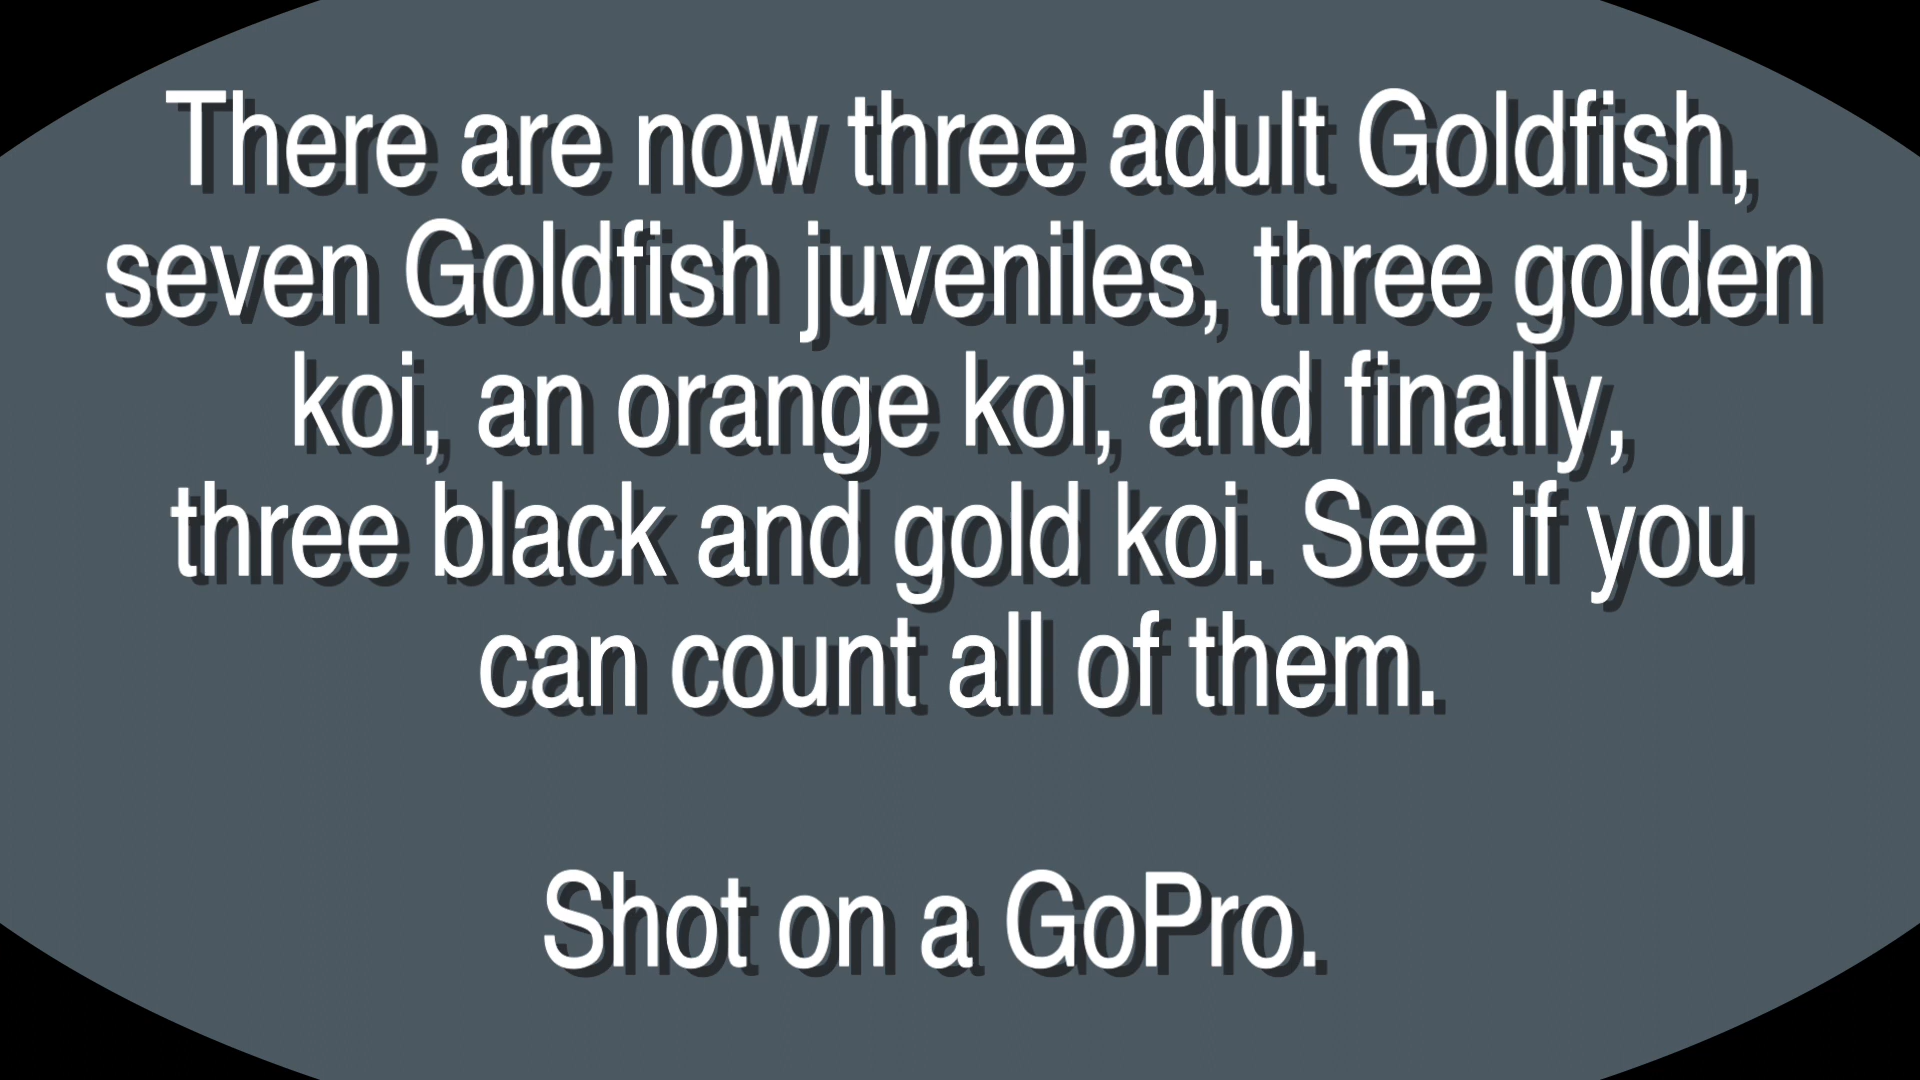 There are now three adult Goldfish,
seven Goldfish juveniles, three golden
koi, an orange koi, and finally,
three black and gold koi. See if you
can count all of them.
Shot on a GoPro.